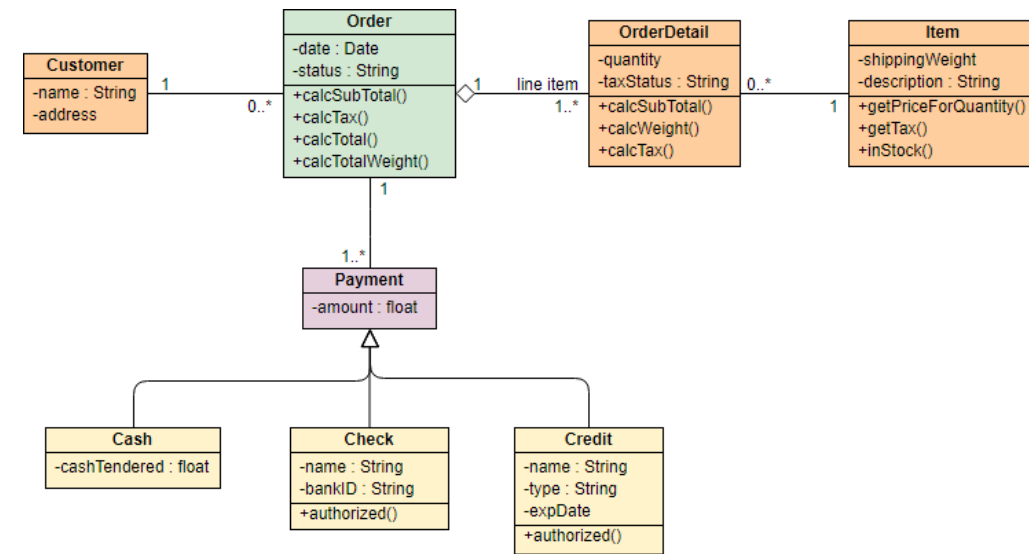 Customer
-name : String
-address
1
0..*
Order
-date : Date
-status : String
+calcSubTotal()
+calcTax()
+calcTotal()
+calcTotalWeight()
1
line item
1..*
OrderDetail
-quantity
-taxStatus : String
+calcSubTotal()
+calcWeight()
+calcTax()
0..*
1
Item
-shippingWeight
-description : String
+getPriceForQuantity()
+getTax()
+inStock()
1
1..*
Payment
-amount : float
Cash
-cashTendered : float
Check
-name : String
-bankID : String
+authorized()
Credit
-name : String
-type : String
-expDate
+authorized()